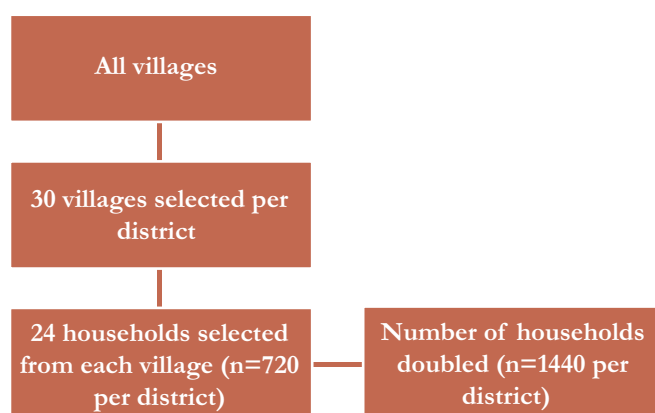 All villages
30 villages selected per
district
24 households selected
from each village (n=720
per district)
Number of households
doubled (n=1440 per
district)